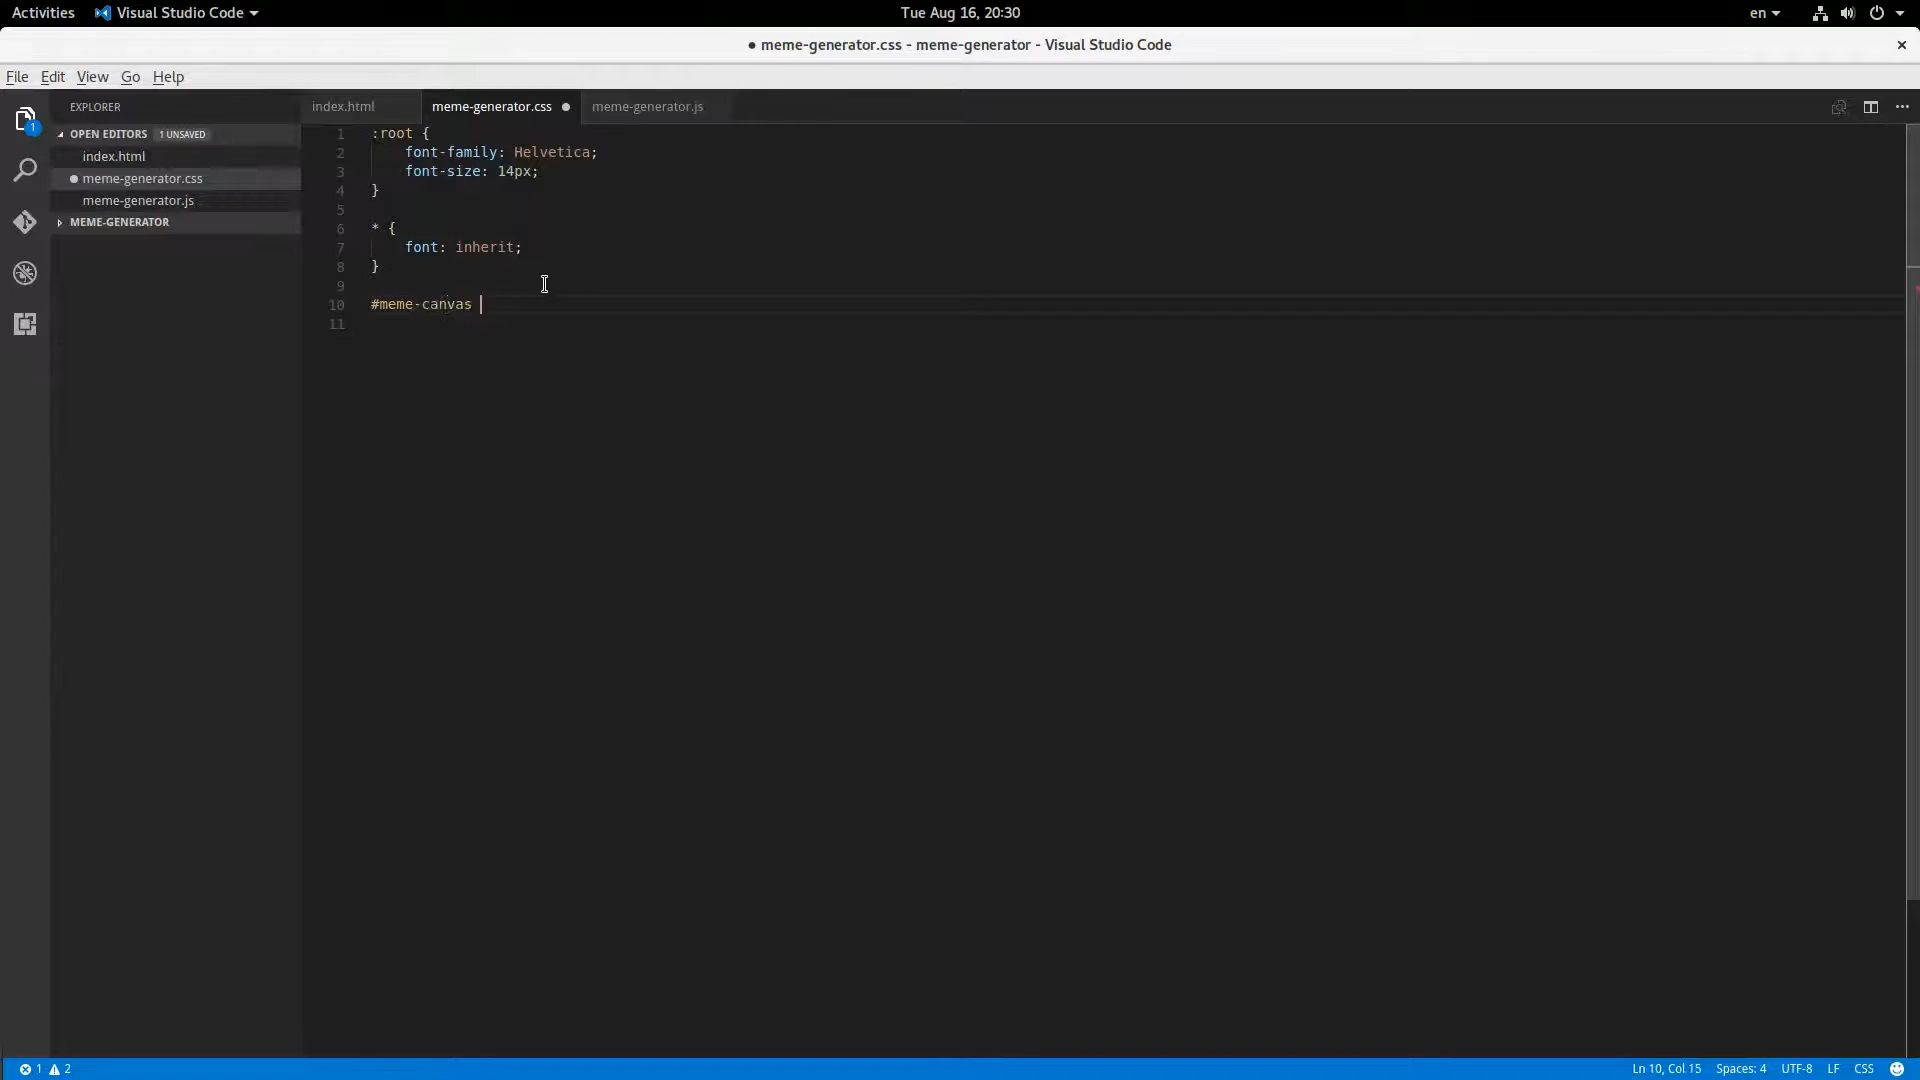 Activities Visual Studio Code Tue Aug 16, 20:30 en
● meme-generator.css - meme-generator - Visual Studio Code ×
File Edit View Go Help
EXPLORER
OPEN EDITORS 1 UNSAVED
index.html
meme-generator.css
meme-generator.js
MEME-GENERATOR
1
index.html meme-generator.css ● meme-generator.js
1 :root {
2 font-family: Helvetica;
3 font-size: 14px;
4 }
5
6 * {
7 font: inherit;
8 }
9
10 #meme-canvas
11
1 2 Ln 10, Col 15 Spaces: 4 UTF-8 LF CSS